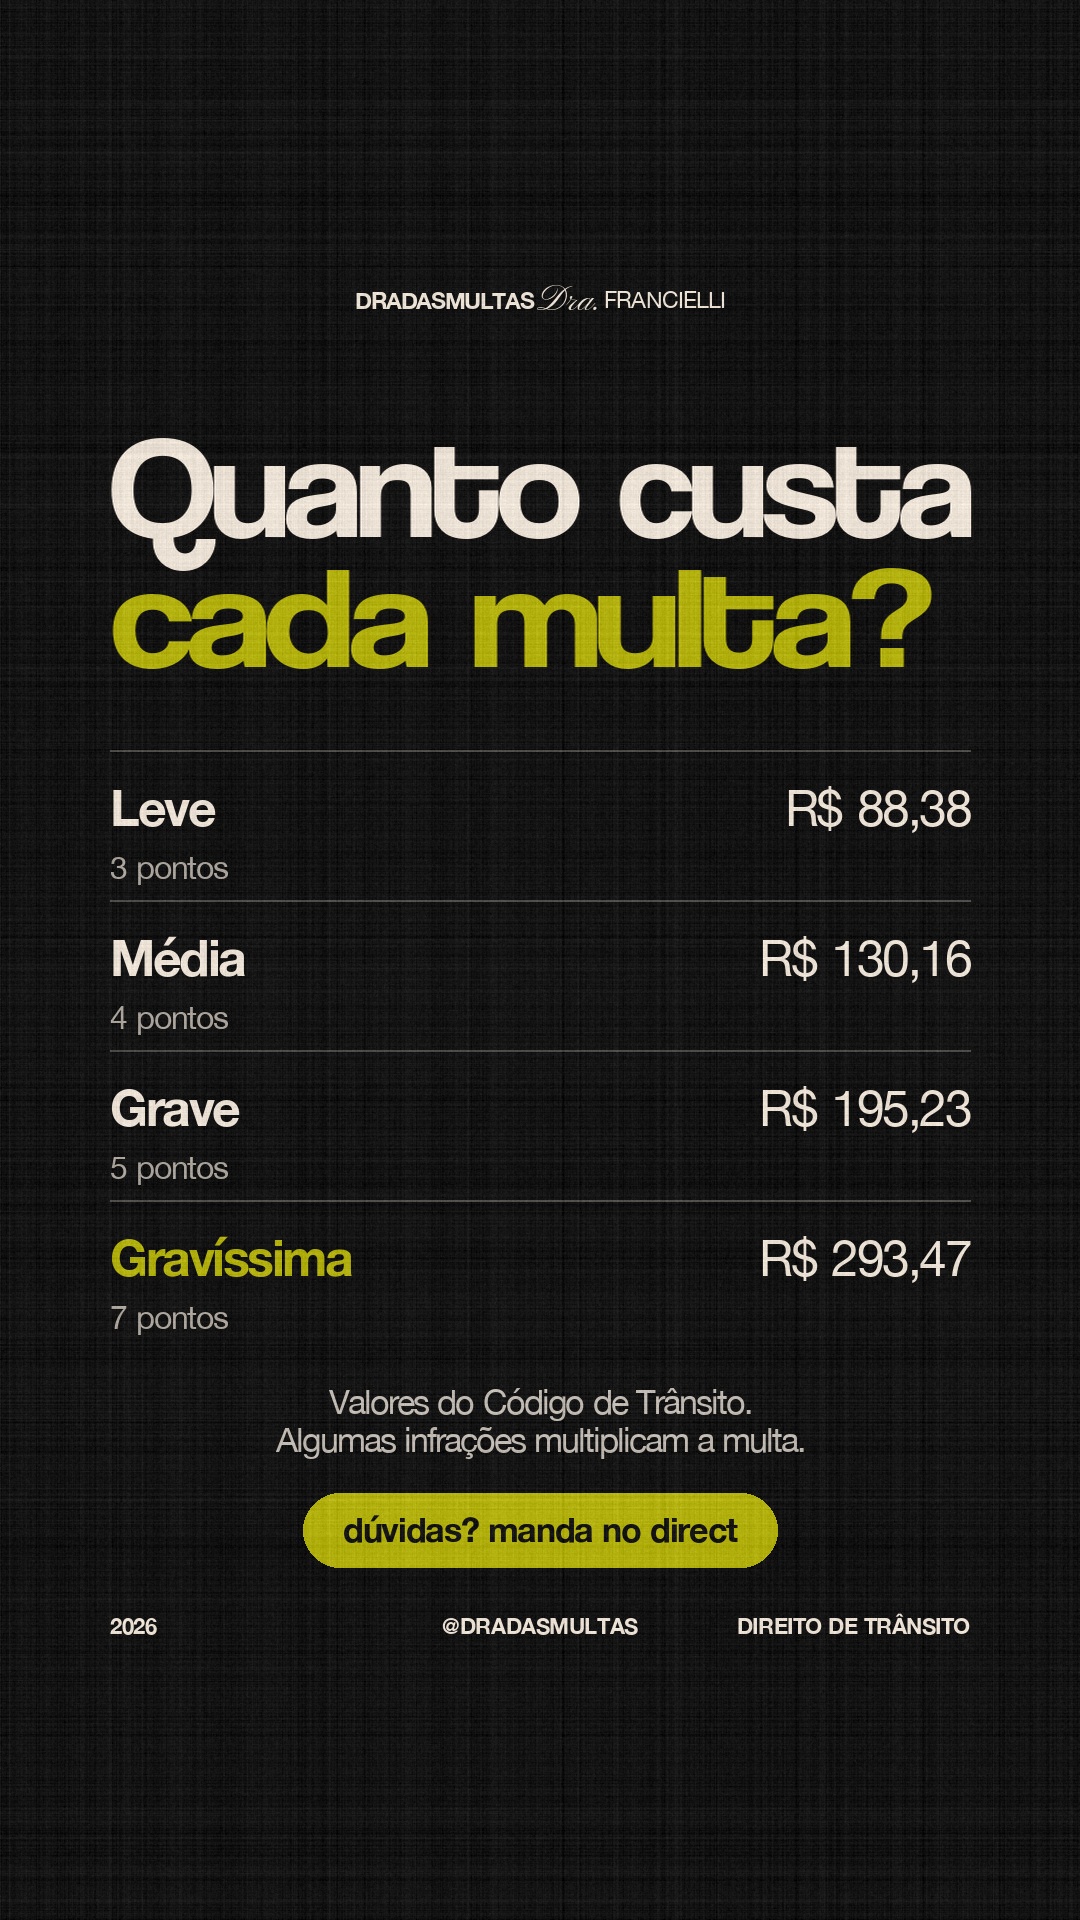 DRADASMULTAS Dra. FRANCIELLI
Quanto custa
cada multa?
Leve R$ 88,38
3 pontos
Média R$ 130,16
4 pontos
Grave R$ 195,23
5 pontos
Gravíssima R$ 293,47
7 pontos
Valores do Código de Trânsito.
Algumas infrações multiplicam a multa.
dúvidas? manda no direct
2026 @DRADASMULTAS DIREITO DE TRÂNSITO